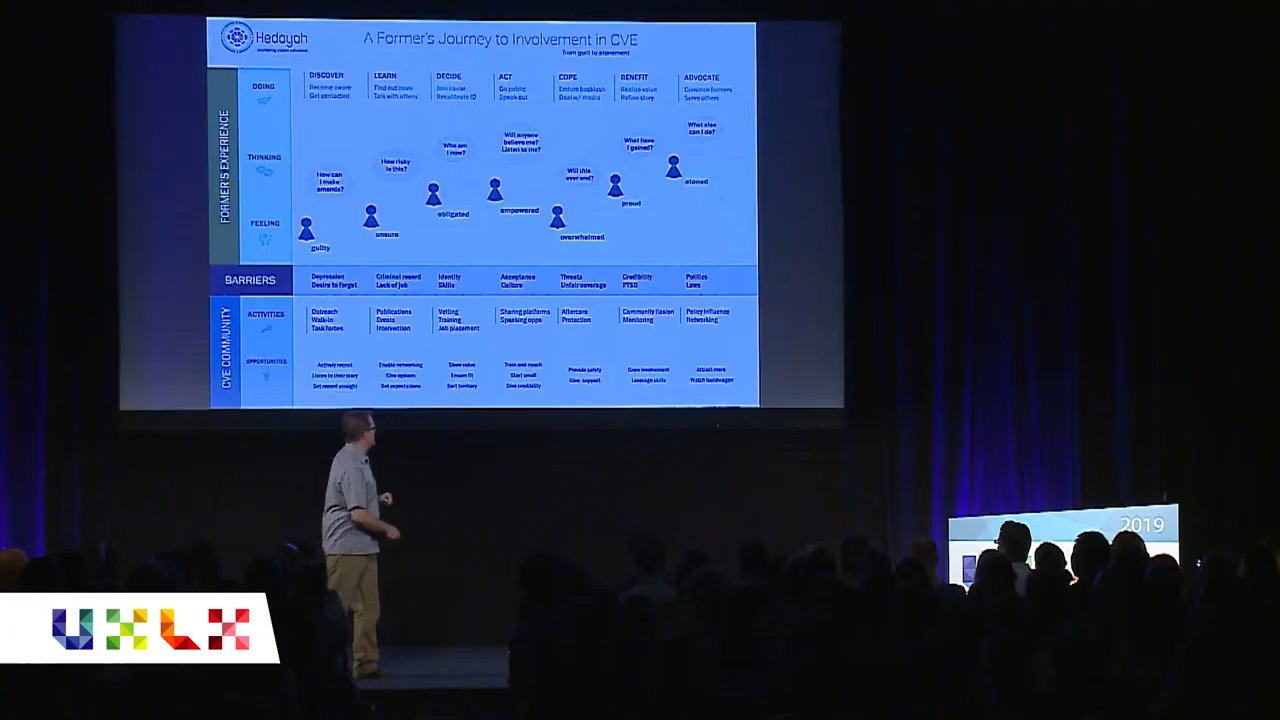 Hedayah
A Former's Journey to Involvement in CVE
from guilt to atonement
FORMER'S EXPERIENCE
DOING
DISCOVER
Become aware
Get contacted
LEARN
Find out more
Talk with others
DECIDE
Join cause
Recalibrate ID
ACT
Go public
Speak out
COPE
Endure backlash
Deal w/ media
BENEFIT
Realize value
Refine story
ADVOCATE
Convince formers
Serve others
THINKING
How can
I make
amends?
How risky
is this?
Who am
I now?
Will anyone
believe me?
Listen to me?
Will this
ever end?
What have
I gained?
What else
can I do?
FEELING
guilty
unsure
obligated
empowered
overwhelmed
proud
atoned
BARRIERS
Depression
Desire to forget
Criminal record
Lack of job
Identity
Skills
Acceptance
Culture
Threats
Unfair coverage
Credibility
PTSD
Politics
Laws
CVE COMMUNITY
ACTIVITIES
Outreach
Walk-in
Task forces
Publications
Events
Intervention
Vetting
Training
Job placement
Sharing platforms
Speaking opps
Aftercare
Protection
Community liasion
Monitoring
Policy influence
Networking
OPPORTUNITIES
Actively recruit
Listen to their story
Set record straight
Enable networking
Give options
Set expectations
Show value
Ensure fit
Start small
Train and coach
Give credibility
Provide safety
Give support
Grow involvement
Leverage skills
Attract more
Watch bandwagon
2019
UXLX